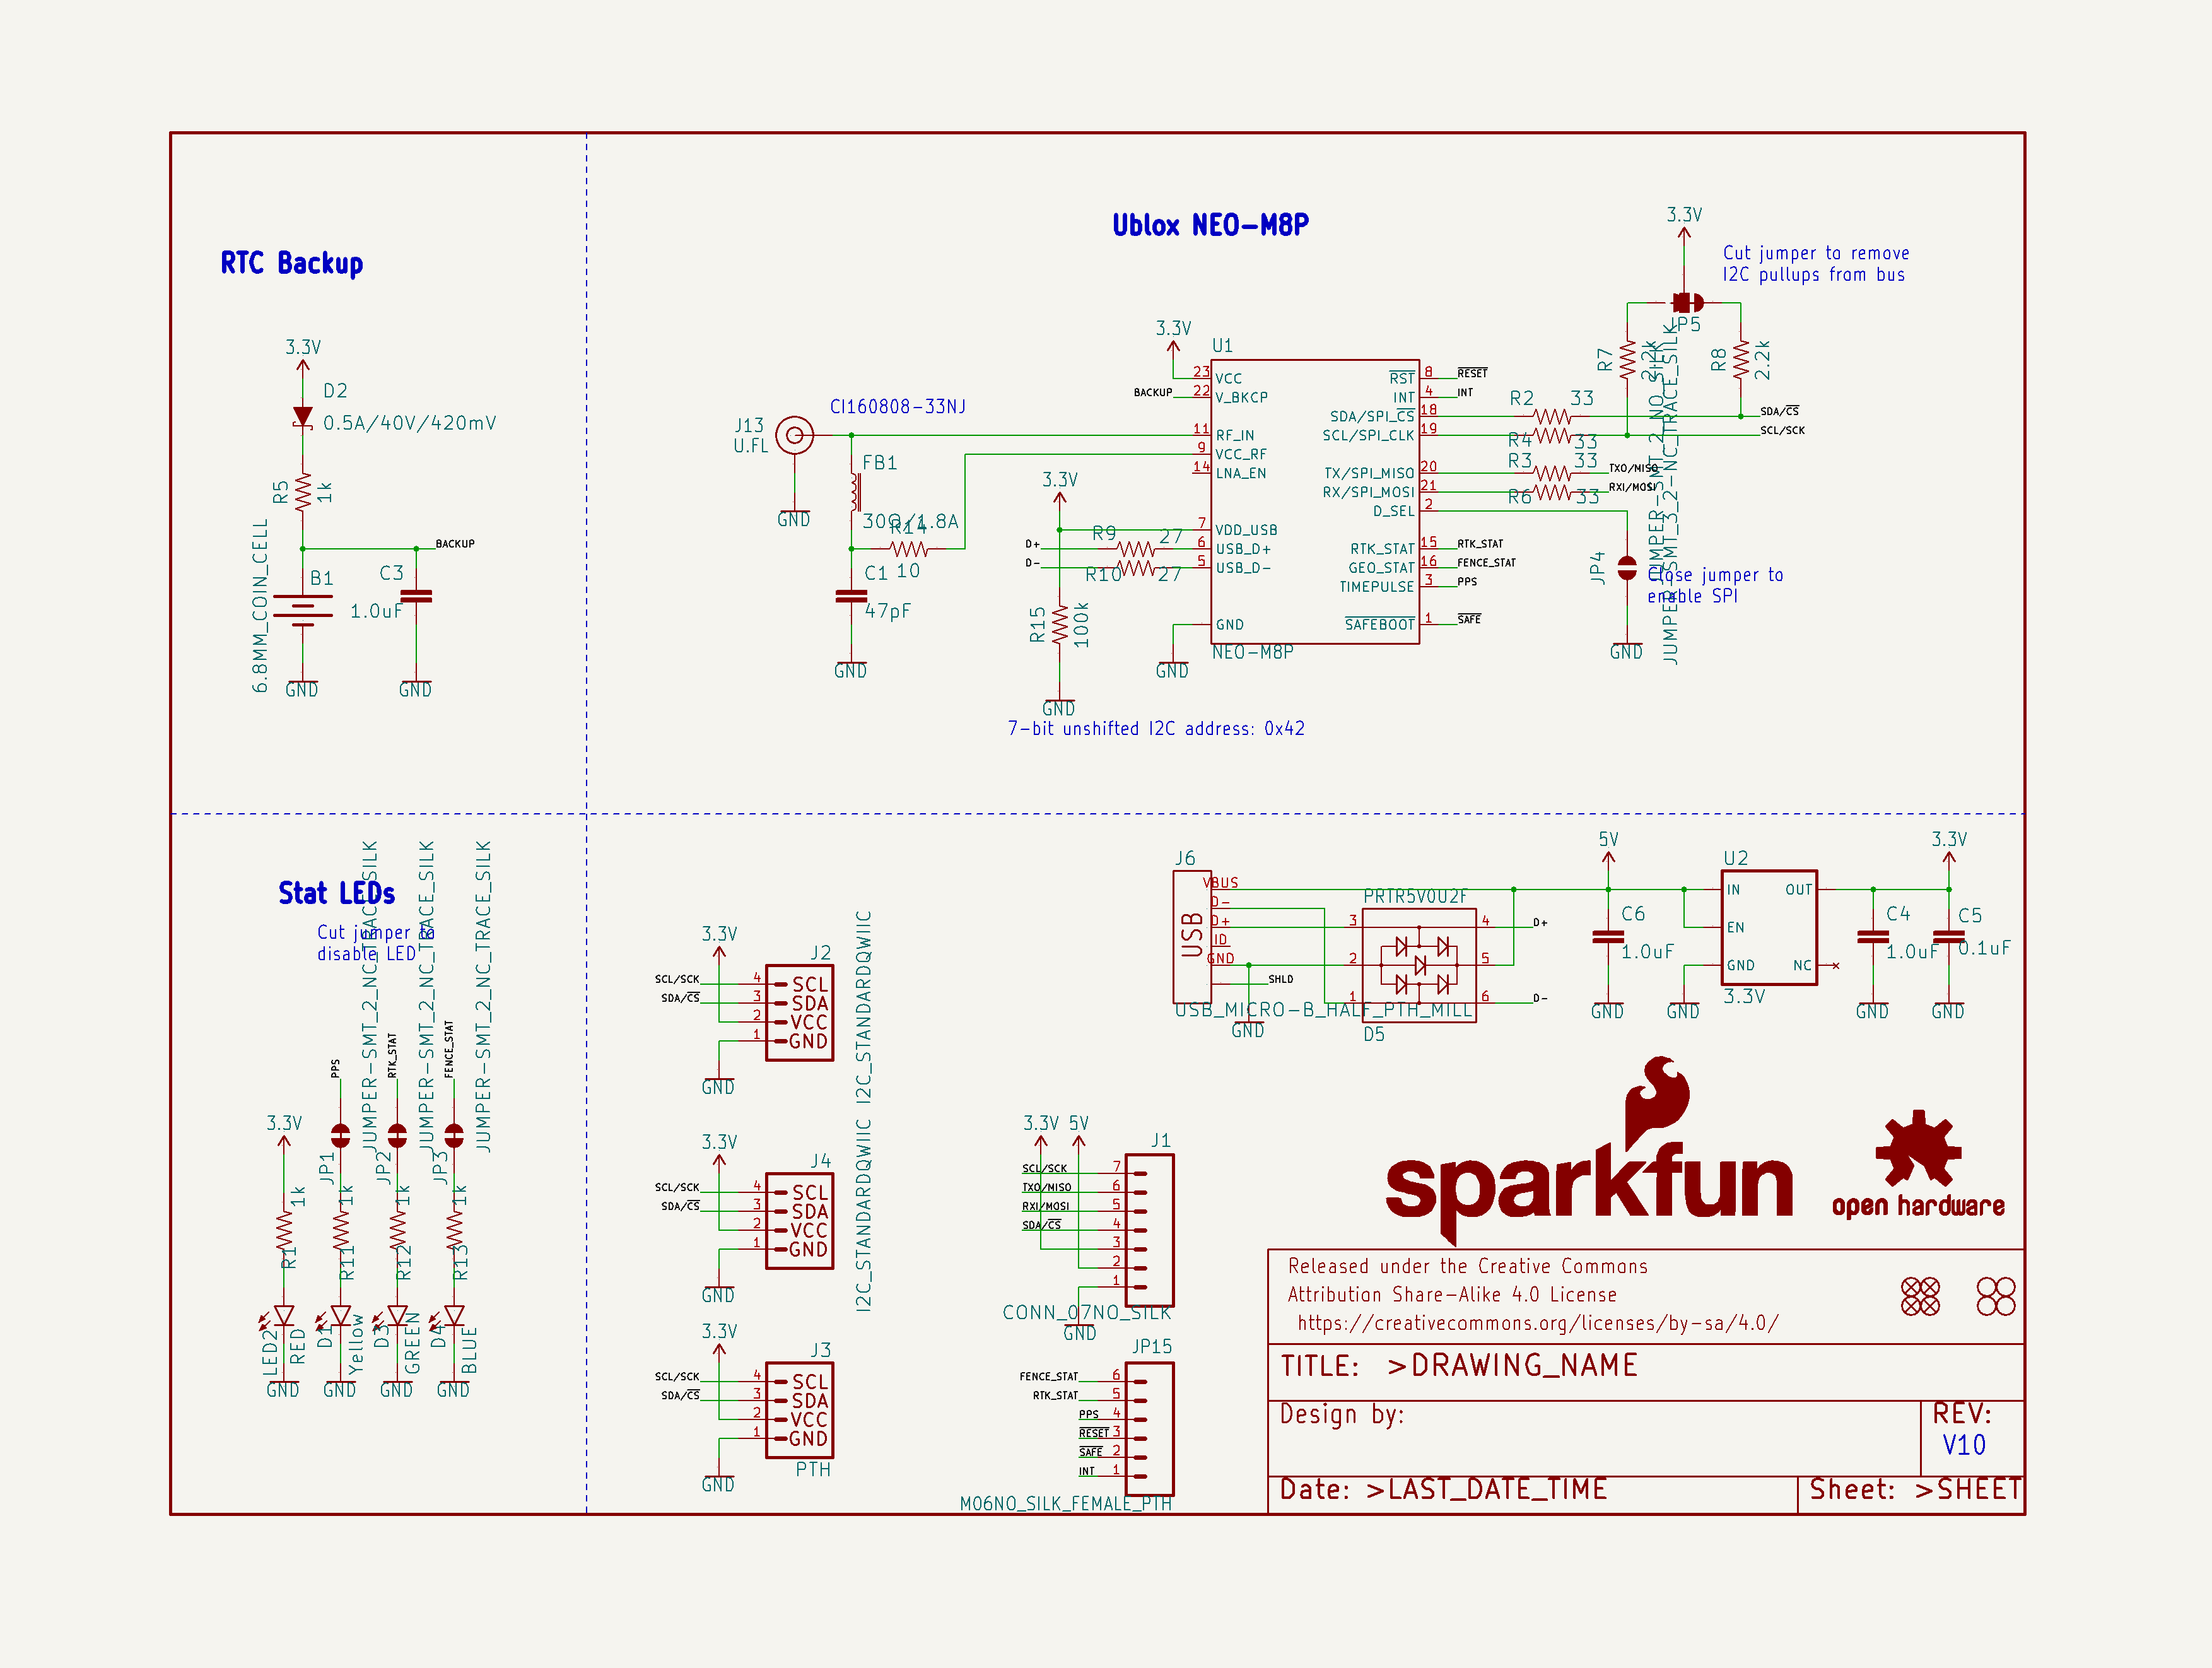 RTC Backup
3.3V
D2
0.5A/40V/420mV
R5
1k
BACKUP
6.8MM_COIN_CELL
B1
C3
1.0uF
GND
GND
Ublox NEO-M8P
J13
U.FL
CI160808-33NJ
GND
FB1
30Ω/1.8A
R14
10
C1
47pF
GND
3.3V
R9
27
D+
D-
R10
27
R15
100k
GND
7-bit unshifted I2C address: 0x42
3.3V
BACKUP
GND
U1
23 VCC
22 V_BKCP
11 RF_IN
9 VCC_RF
14 LNA_EN
7 VDD_USB
6 USB_D+
5 USB_D-
GND
RST 8 RESET
INT 4 INT
SDA/SPI_CS 18
SCL/SPI_CLK 19
TX/SPI_MISO 20
RX/SPI_MOSI 21
D_SEL 2
RTK_STAT 15 RTK_STAT
GEO_STAT 16 FENCE_STAT
TIMEPULSE 3 PPS
SAFEBOOT 1 SAFE
NEO-M8P
R2 33
R4 33
R3 33
R6 33
SDA/CS
SCL/SCK
TXO/MISO
RXI/MOSI
3.3V
Cut jumper to remove
I2C pullups from bus
JP5
R7
2.2k
R8
2.2k
JUMPER-SMT_2_NO_SILK
JUMPER-SMT_3_2-NC_TRACE_SILK
JP4
Close jumper to
enable SPI
GND
Stat LEDs
Cut jumper to
disable LED
JUMPER-SMT_2_NC_TRACE_SILK
JUMPER-SMT_2_NC_TRACE_SILK
JUMPER-SMT_2_NC_TRACE_SILK
PPS
RTK_STAT
FENCE_STAT
3.3V
JP1
JP2
JP3
1k
1k
1k
1k
R1
R11
R12
R13
LED2
RED
D1
Yellow
D3
GREEN
D4
BLUE
GND
GND
GND
GND
3.3V
J2
SCL/SCK 4 SCL
SDA/CS 3 SDA
2 VCC
1 GND
GND
I2C_STANDARDQWIIC
3.3V
J4
SCL/SCK 4 SCL
SDA/CS 3 SDA
2 VCC
1 GND
GND
I2C_STANDARDQWIIC
3.3V
J3
SCL/SCK 4 SCL
SDA/CS 3 SDA
2 VCC
1 GND
GND
PTH
3.3V 5V
J1
SCL/SCK 7
TXO/MISO 6
RXI/MOSI 5
SDA/CS 4
3
2
1
CONN_07NO_SILK
GND
JP15
FENCE_STAT 6
RTK_STAT 5
PPS 4
RESET 3
SAFE 2
INT 1
M06NO_SILK_FEMALE_PTH
J6
USB
VBUS
D-
D+
ID
GND
SHLD
USB_MICRO-B_HALF_PTH_MILL
GND
PRTR5V0U2F
3
2
1
4 D+
5
6 D-
D5
5V
C6
1.0uF
GND
U2
IN OUT
EN
GND NC
3.3V
GND
3.3V
C4
1.0uF
C5
0.1uF
GND
GND
sparkfun
open hardware
Released under the Creative Commons
Attribution Share-Alike 4.0 License
https://creativecommons.org/licenses/by-sa/4.0/
TITLE: >DRAWING_NAME
Design by:
REV:
V10
Date: >LAST_DATE_TIME
Sheet: >SHEET